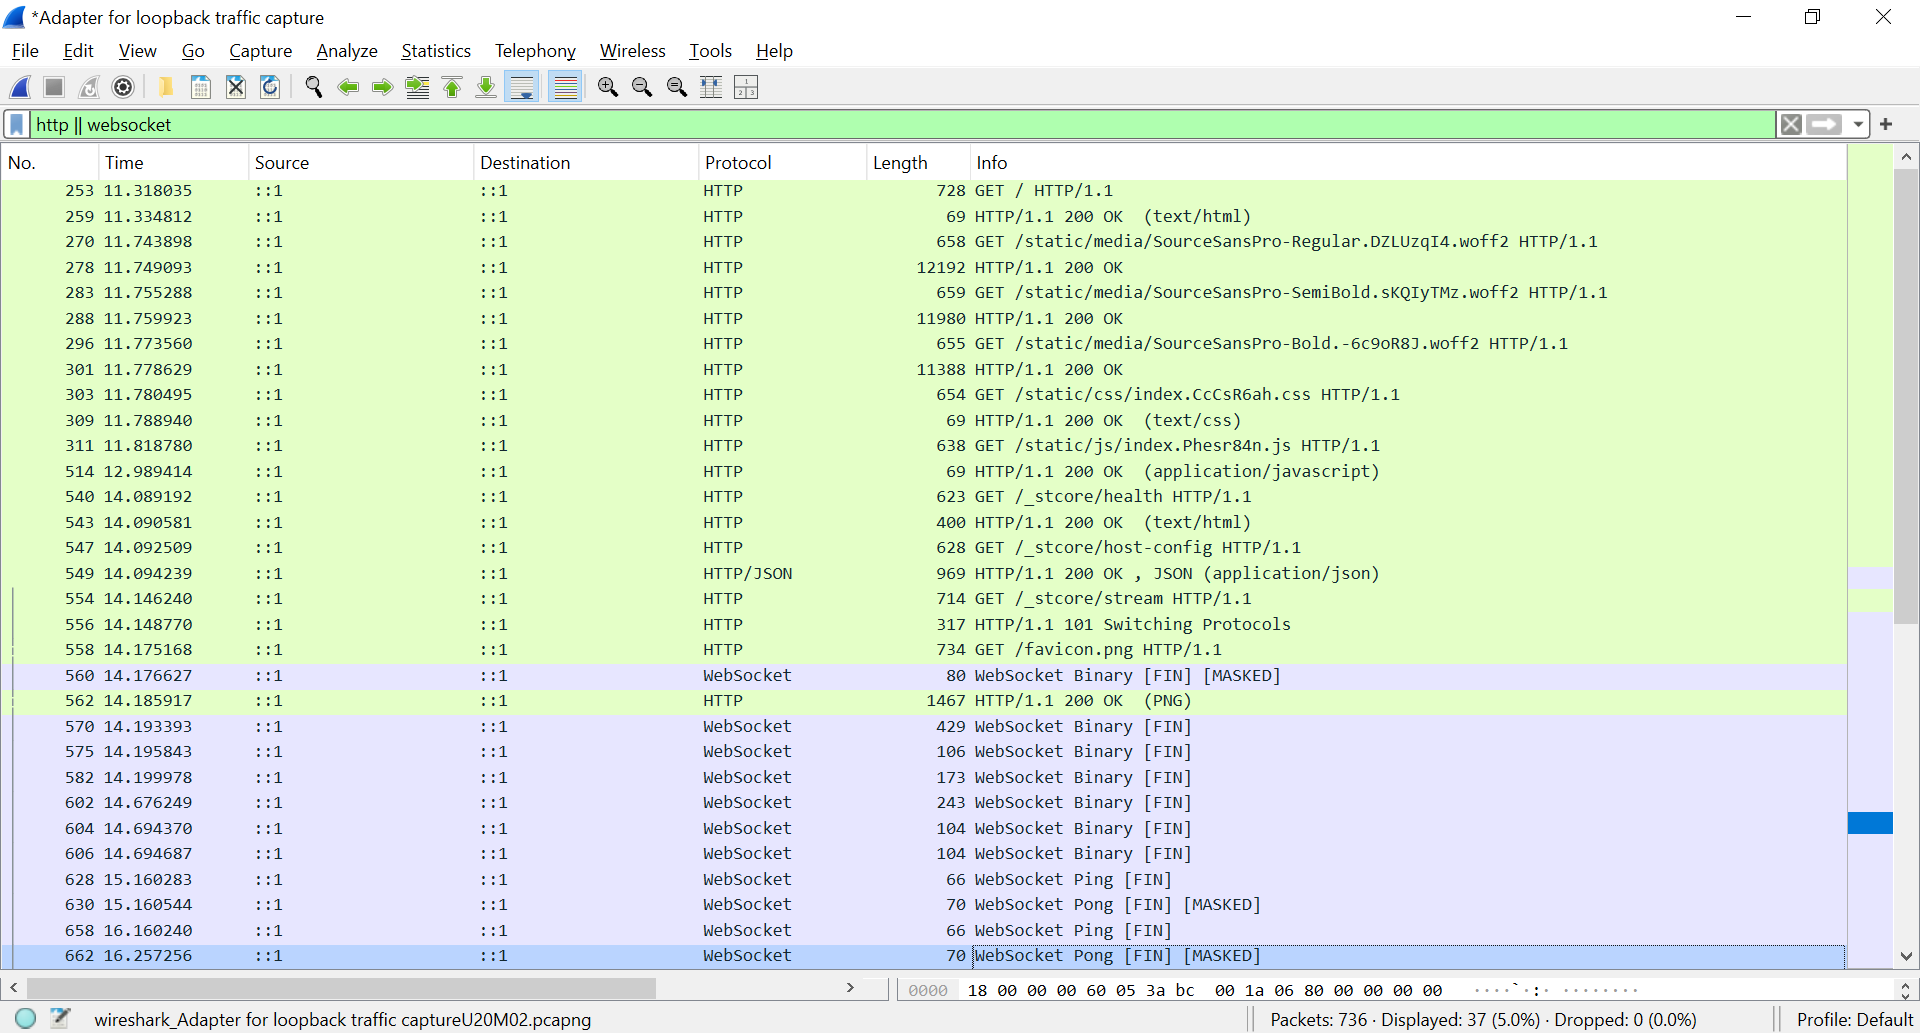 *Adapter for loopback traffic capture
File Edit View Go Capture Analyze Statistics Telephony Wireless Tools Help
http || websocket
No. Time Source Destination Protocol Length Info
253 11.318035 ::1 ::1 HTTP 728 GET / HTTP/1.1
259 11.334812 ::1 ::1 HTTP 69 HTTP/1.1 200 OK (text/html)
270 11.743898 ::1 ::1 HTTP 658 GET /static/media/SourceSansPro-Regular.DZLUzqI4.woff2 HTTP/1.1
278 11.749093 ::1 ::1 HTTP 12192 HTTP/1.1 200 OK
283 11.755288 ::1 ::1 HTTP 659 GET /static/media/SourceSansPro-SemiBold.sKQIyTMz.woff2 HTTP/1.1
288 11.759923 ::1 ::1 HTTP 11980 HTTP/1.1 200 OK
296 11.773560 ::1 ::1 HTTP 655 GET /static/media/SourceSansPro-Bold.-6c9oR8J.woff2 HTTP/1.1
301 11.778629 ::1 ::1 HTTP 11388 HTTP/1.1 200 OK
303 11.780495 ::1 ::1 HTTP 654 GET /static/css/index.CcCsR6ah.css HTTP/1.1
309 11.788940 ::1 ::1 HTTP 69 HTTP/1.1 200 OK (text/css)
311 11.818780 ::1 ::1 HTTP 638 GET /static/js/index.Phesr84n.js HTTP/1.1
514 12.989414 ::1 ::1 HTTP 69 HTTP/1.1 200 OK (application/javascript)
540 14.089192 ::1 ::1 HTTP 623 GET /_stcore/health HTTP/1.1
543 14.090581 ::1 ::1 HTTP 400 HTTP/1.1 200 OK (text/html)
547 14.092509 ::1 ::1 HTTP 628 GET /_stcore/host-config HTTP/1.1
549 14.094239 ::1 ::1 HTTP/JSON 969 HTTP/1.1 200 OK , JSON (application/json)
554 14.146240 ::1 ::1 HTTP 714 GET /_stcore/stream HTTP/1.1
556 14.148770 ::1 ::1 HTTP 317 HTTP/1.1 101 Switching Protocols
558 14.175168 ::1 ::1 HTTP 734 GET /favicon.png HTTP/1.1
560 14.176627 ::1 ::1 WebSocket 80 WebSocket Binary [FIN] [MASKED]
562 14.185917 ::1 ::1 HTTP 1467 HTTP/1.1 200 OK (PNG)
570 14.193393 ::1 ::1 WebSocket 429 WebSocket Binary [FIN]
575 14.195843 ::1 ::1 WebSocket 106 WebSocket Binary [FIN]
582 14.199978 ::1 ::1 WebSocket 173 WebSocket Binary [FIN]
602 14.676249 ::1 ::1 WebSocket 243 WebSocket Binary [FIN]
604 14.694370 ::1 ::1 WebSocket 104 WebSocket Binary [FIN]
606 14.694687 ::1 ::1 WebSocket 104 WebSocket Binary [FIN]
628 15.160283 ::1 ::1 WebSocket 66 WebSocket Ping [FIN]
630 15.160544 ::1 ::1 WebSocket 70 WebSocket Pong [FIN] [MASKED]
658 16.160240 ::1 ::1 WebSocket 66 WebSocket Ping [FIN]
662 16.257256 ::1 ::1 WebSocket 70 WebSocket Pong [FIN] [MASKED]
0000 18 00 00 00 60 05 3a bc 00 1a 06 80 00 00 00 00 ····`·:· ········
wireshark_Adapter for loopback traffic captureU20M02.pcapng Packets: 736 · Displayed: 37 (5.0%) · Dropped: 0 (0.0%) Profile: Default